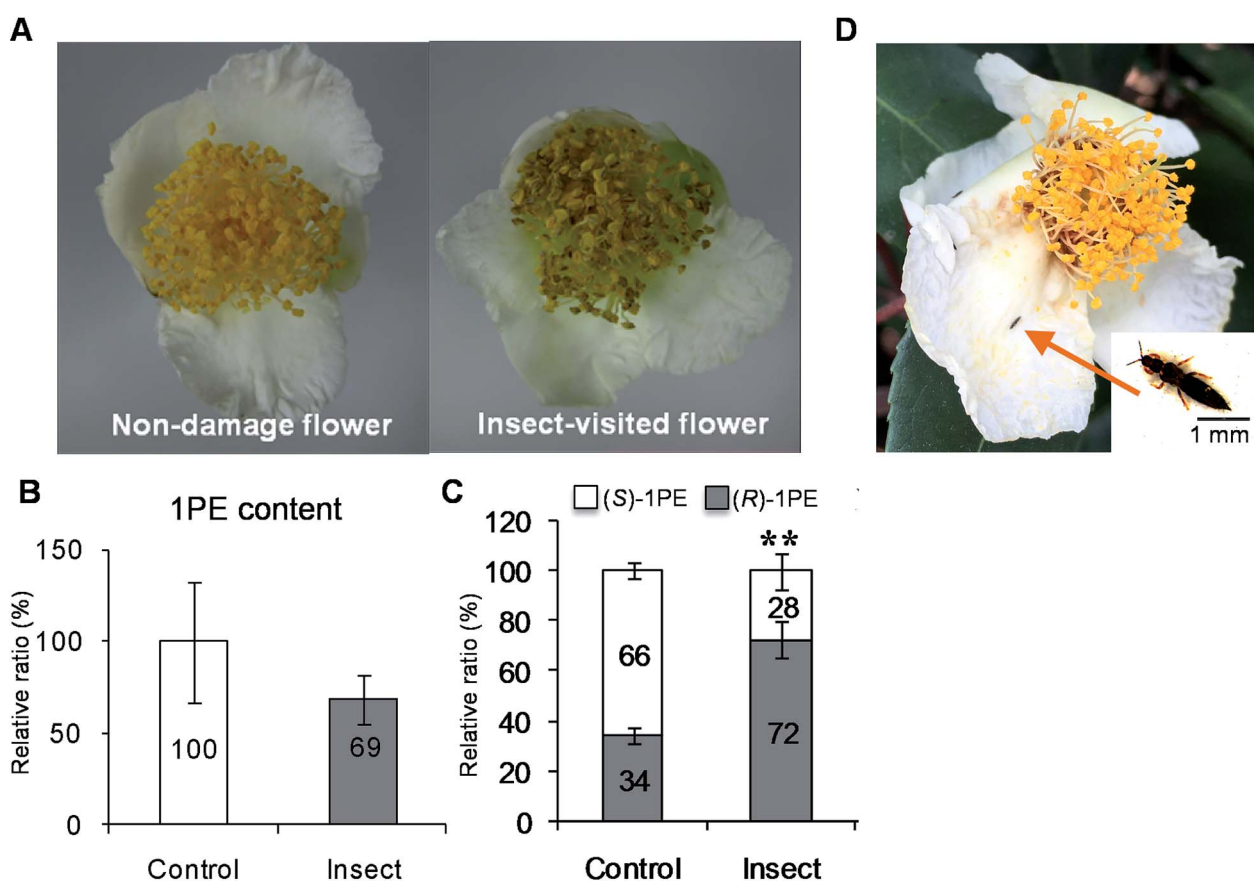 A
Non-damage flower
Insect-visited flower
D
1 mm
B
1PE content
Relative ratio (%)
150
100
50
0
100
69
Control
Insect
C
(S)-1PE
(R)-1PE
Relative ratio (%)
120
100
80
60
40
20
0
**
66
34
28
72
Control
Insect